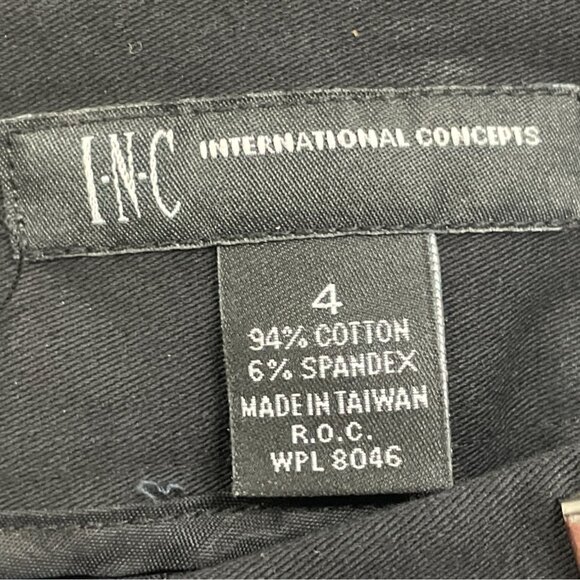 I·N·C INTERNATIONAL CONCEPTS
4
94% COTTON
6% SPANDEX
MADE IN TAIWAN
R.O.C.
WPL 8046